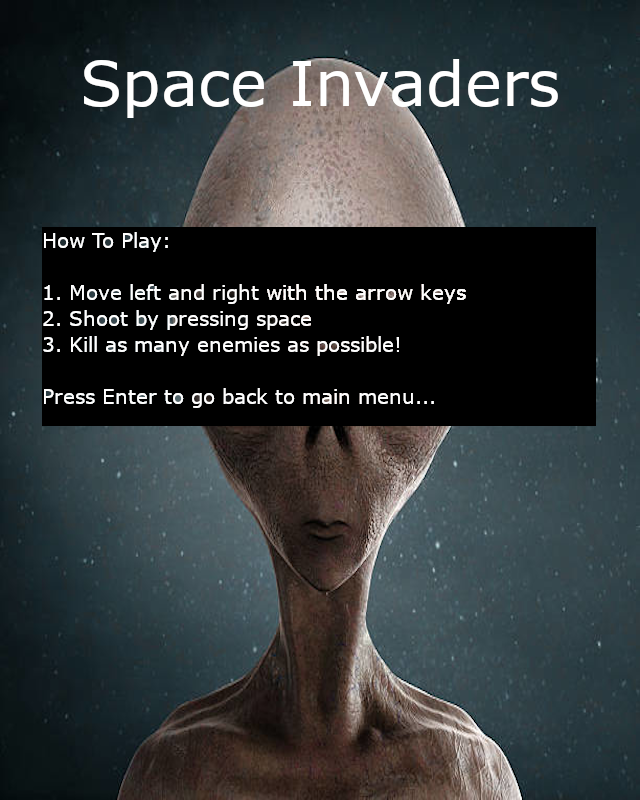 Space Invaders
How To Play:
1. Move left and right with the arrow keys
2. Shoot by pressing space
3. Kill as many enemies as possible!
Press Enter to go back to main menu...